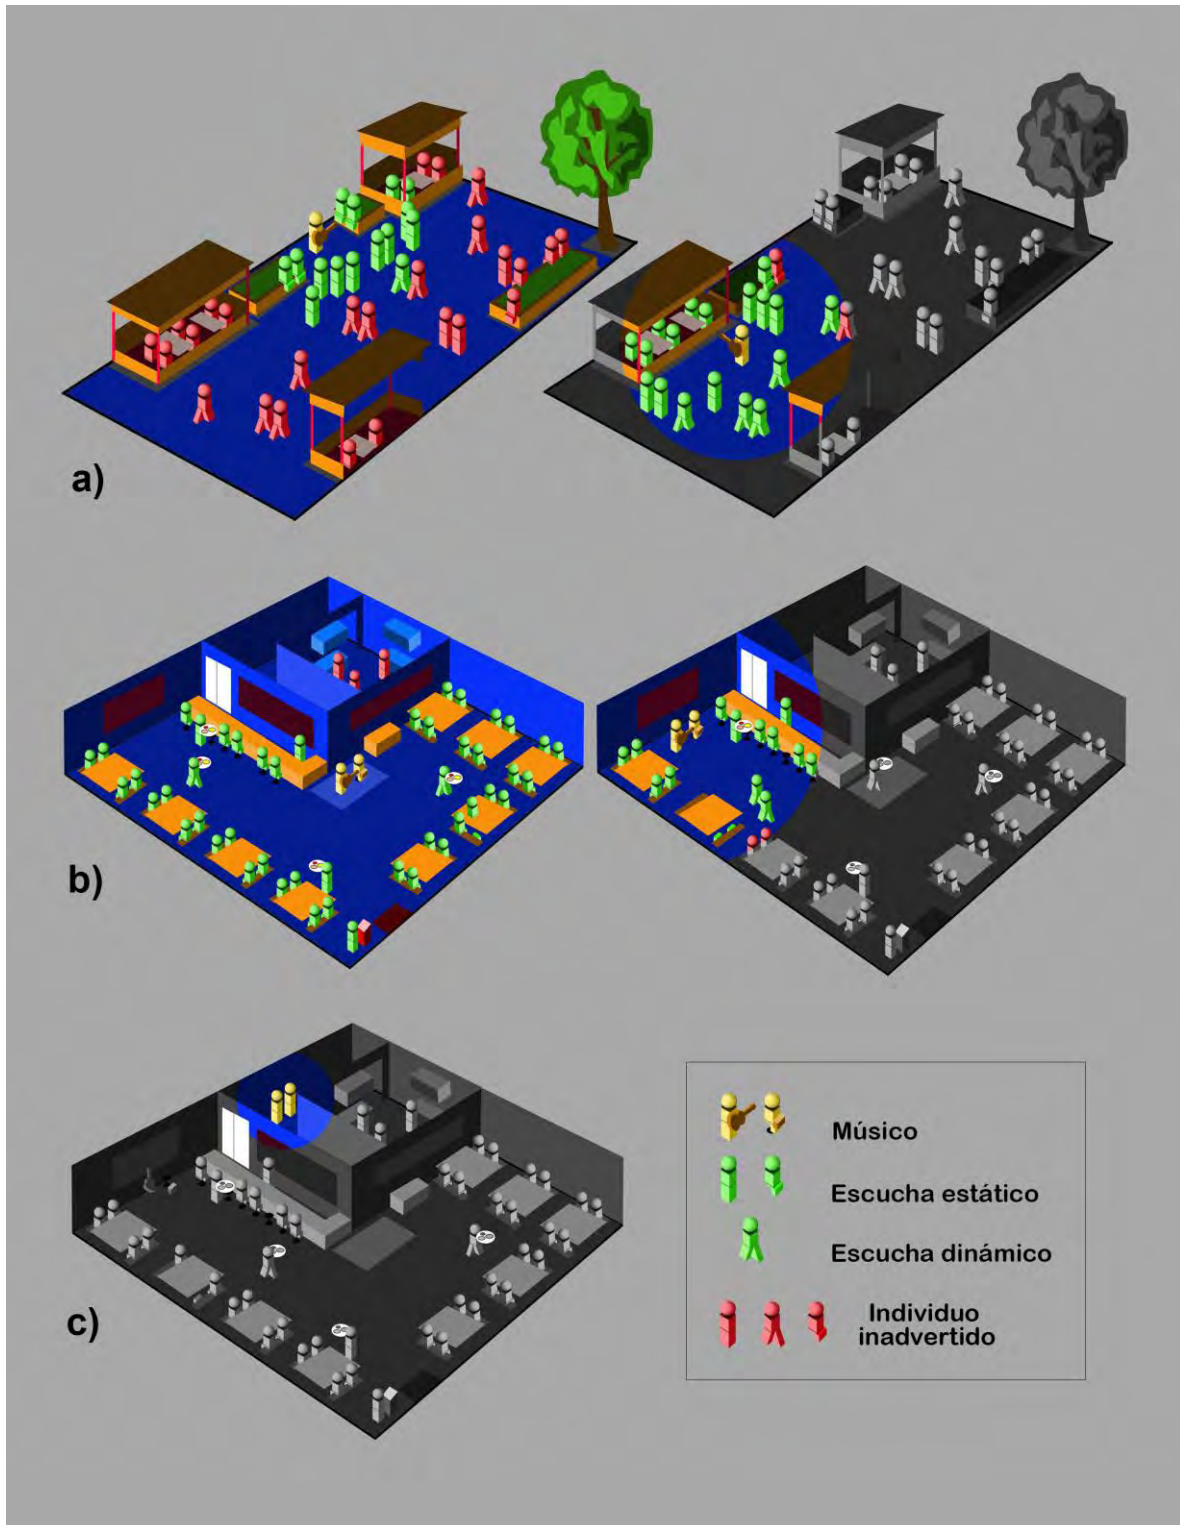 a)
b)
c)
Músico
Escucha estático
Escucha dinámico
Individuo
inadvertido